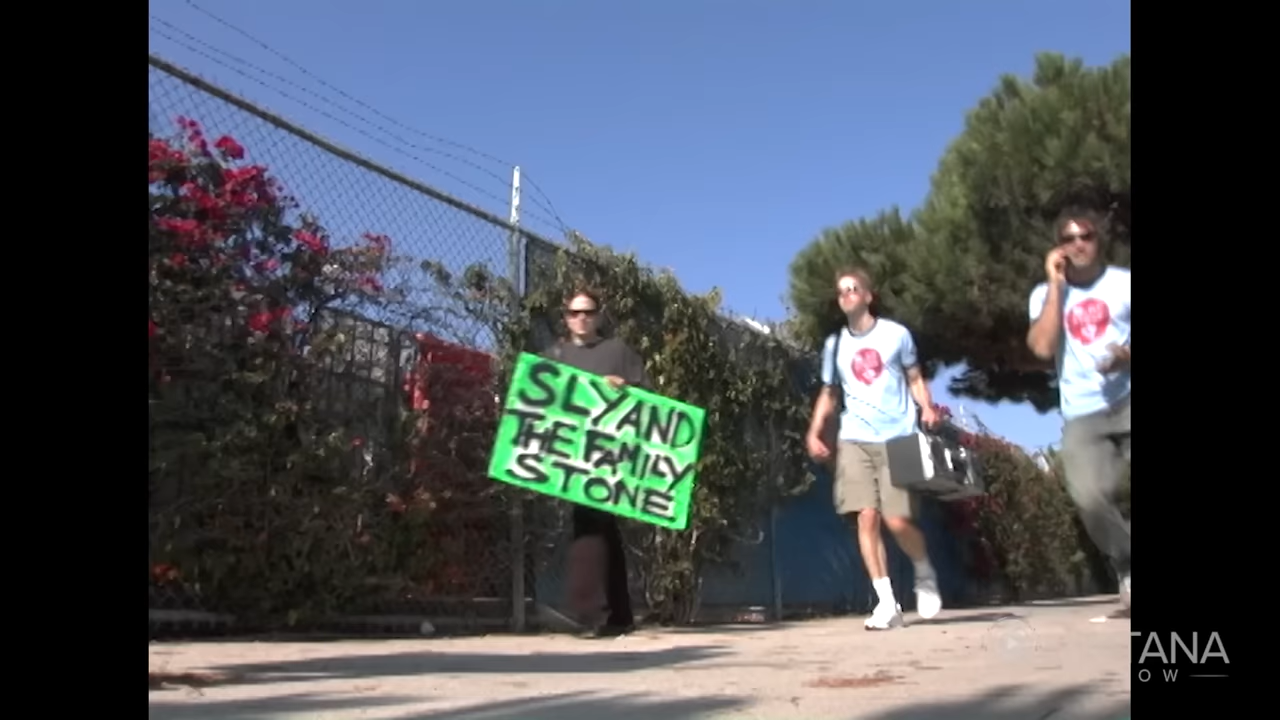 SLY AND
THE FAMILY
STONE
TANA
OW